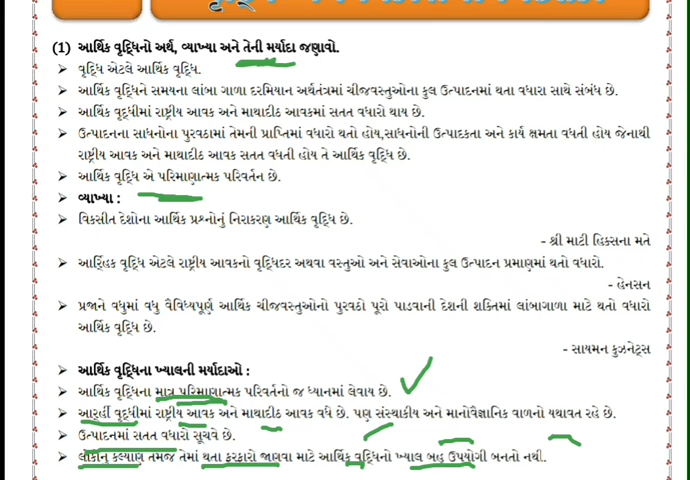 (1) આર્થિક વૃદ્ધિનો અર્થ, વ્યાખ્યા અને તેની મર્યાદા જણાવો.
➤ વૃદ્ધિ એટલે આર્થિક વૃદ્ધિ.
➤ આર્થિક વૃદ્ધિને સમયના લાંબા ગાળા દરમિયાન અર્થતંત્રમાં ચીજવસ્તુઓના કુલ ઉત્પાદનમાં થતા વધારા સાથે સંબંધ છે.
➤ આર્થિક વૃદ્ધીમાં રાષ્ટ્રીય આવક અને માથાદીઠ આવકમાં સતત વધારો થાય છે.
➤ ઉત્પાદનના સાધનોના પુરવઠામાં તેમની પ્રાપ્તિમાં વધારો થતો હોય,સાધનોની ઉત્પાદકતા અને કાર્ય ક્ષમતા વધતી હોય જેનાથી
રાષ્ટ્રીય આવક અને માથાદીઠ આવક સતત વધતી હોય તે આર્થિક વૃદ્ધિ છે.
➤ આર્થિક વૃદ્ધિ એ પરિમાણાત્મક પરિવર્તન છે.
➤ વ્યાખ્યા :
➤ વિકસીત દેશોના આર્થિક પ્રશ્નોનું નિરાકરણ આર્થિક વૃદ્ધિ છે.
- શ્રી માટી હિક્સના મતે
➤ વૃદ્ધિ એટલે રાષ્ટ્રીય આવકનો વૃદ્ધિદર અથવા વસ્તુઓ અને સેવાઓના કુલ ઉત્પાદન પ્રમાણમાં થતો વધારો.
- હેનસન
➤ પ્રજાને વધુમાં વધુ વૈવિધ્યપૂર્ણ આર્થિક ચીજવસ્તુઓનો પુરવઠો પૂરો પાડવાની દેશની શક્તિમાં લાંબાગાળા માટે થતો વધારો
આર્થિક વૃદ્ધિ છે.
- સાયમન કુઝનેટ્સ
➤ આર્થિક વૃદ્ધિના ખ્યાલની મર્યાદાઓ :
➤ આર્થિક વૃદ્ધિના માત્ર પરિમાણાત્મક પરિવર્તનો જ ધ્યાનમાં લેવાય છે.
➤ વૃદ્ધીમાં રાષ્ટ્રીય આવક અને માથાદીઠ આવક વધે છે. પણ સંસ્થાકીય અને માનોવૈજ્ઞાનિક વાળનો યથાવત રહે છે.
➤ ઉત્પાદનમાં સતત વધારો સૂચવે છે.
➤ લોકોનું કલ્યાણ તેમજ તેમાં થતા ફરફારો જાણવા માટે આર્થિક વૃદ્ધિનો ખ્યાલ બહુ ઉપયોગી બનતો નથી.